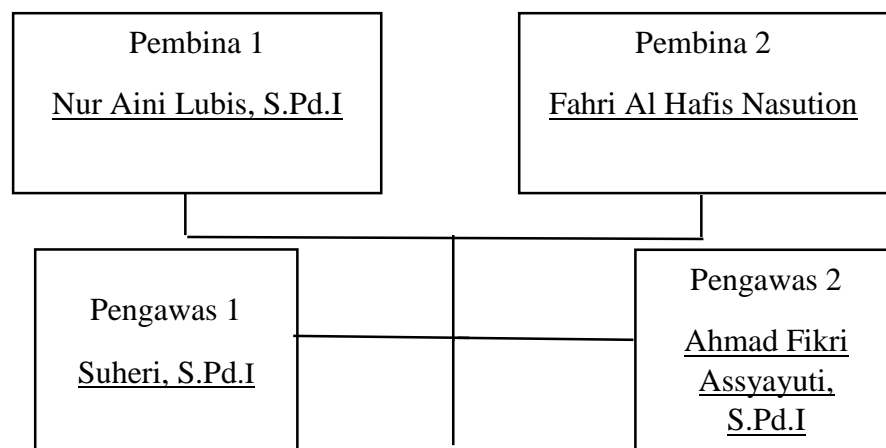 Pembina 1
Nur Aini Lubis, S.Pd.I
Pembina 2
Fahri Al Hafis Nasution
Pengawas 1
Suheri, S.Pd.I
Pengawas 2
Ahmad Fikri
Assyayuti,
S.Pd.I